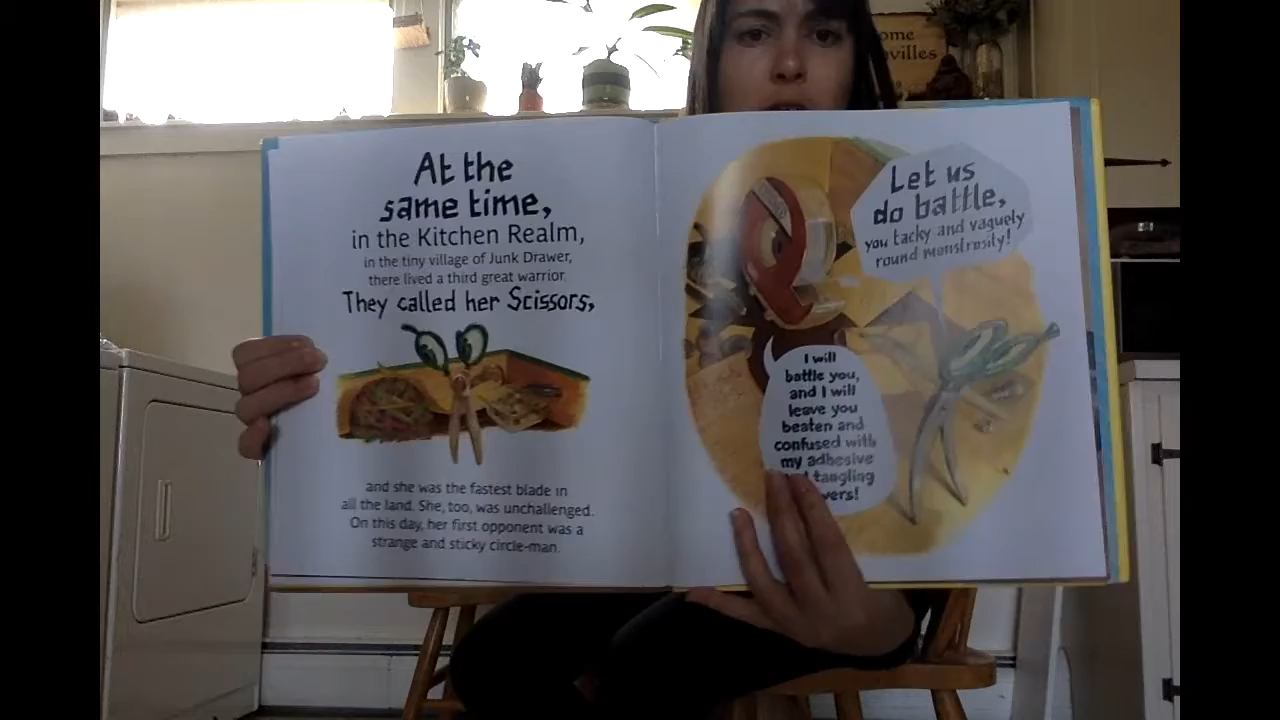 At the
same time,
in the Kitchen Realm,
in the tiny village of Junk Drawer,
there lived a third great warrior.
They called her Scissors,
and she was the fastest blade in
all the land. She, too, was unchallenged.
On this day, her first opponent was a
strange and sticky circle-man.
Let us
do battle,
you tacky and vaguely
round monstrosity!
I will
battle you,
and I will
leave you
beaten and
confused with
my adhesive
tangling
ome
villes